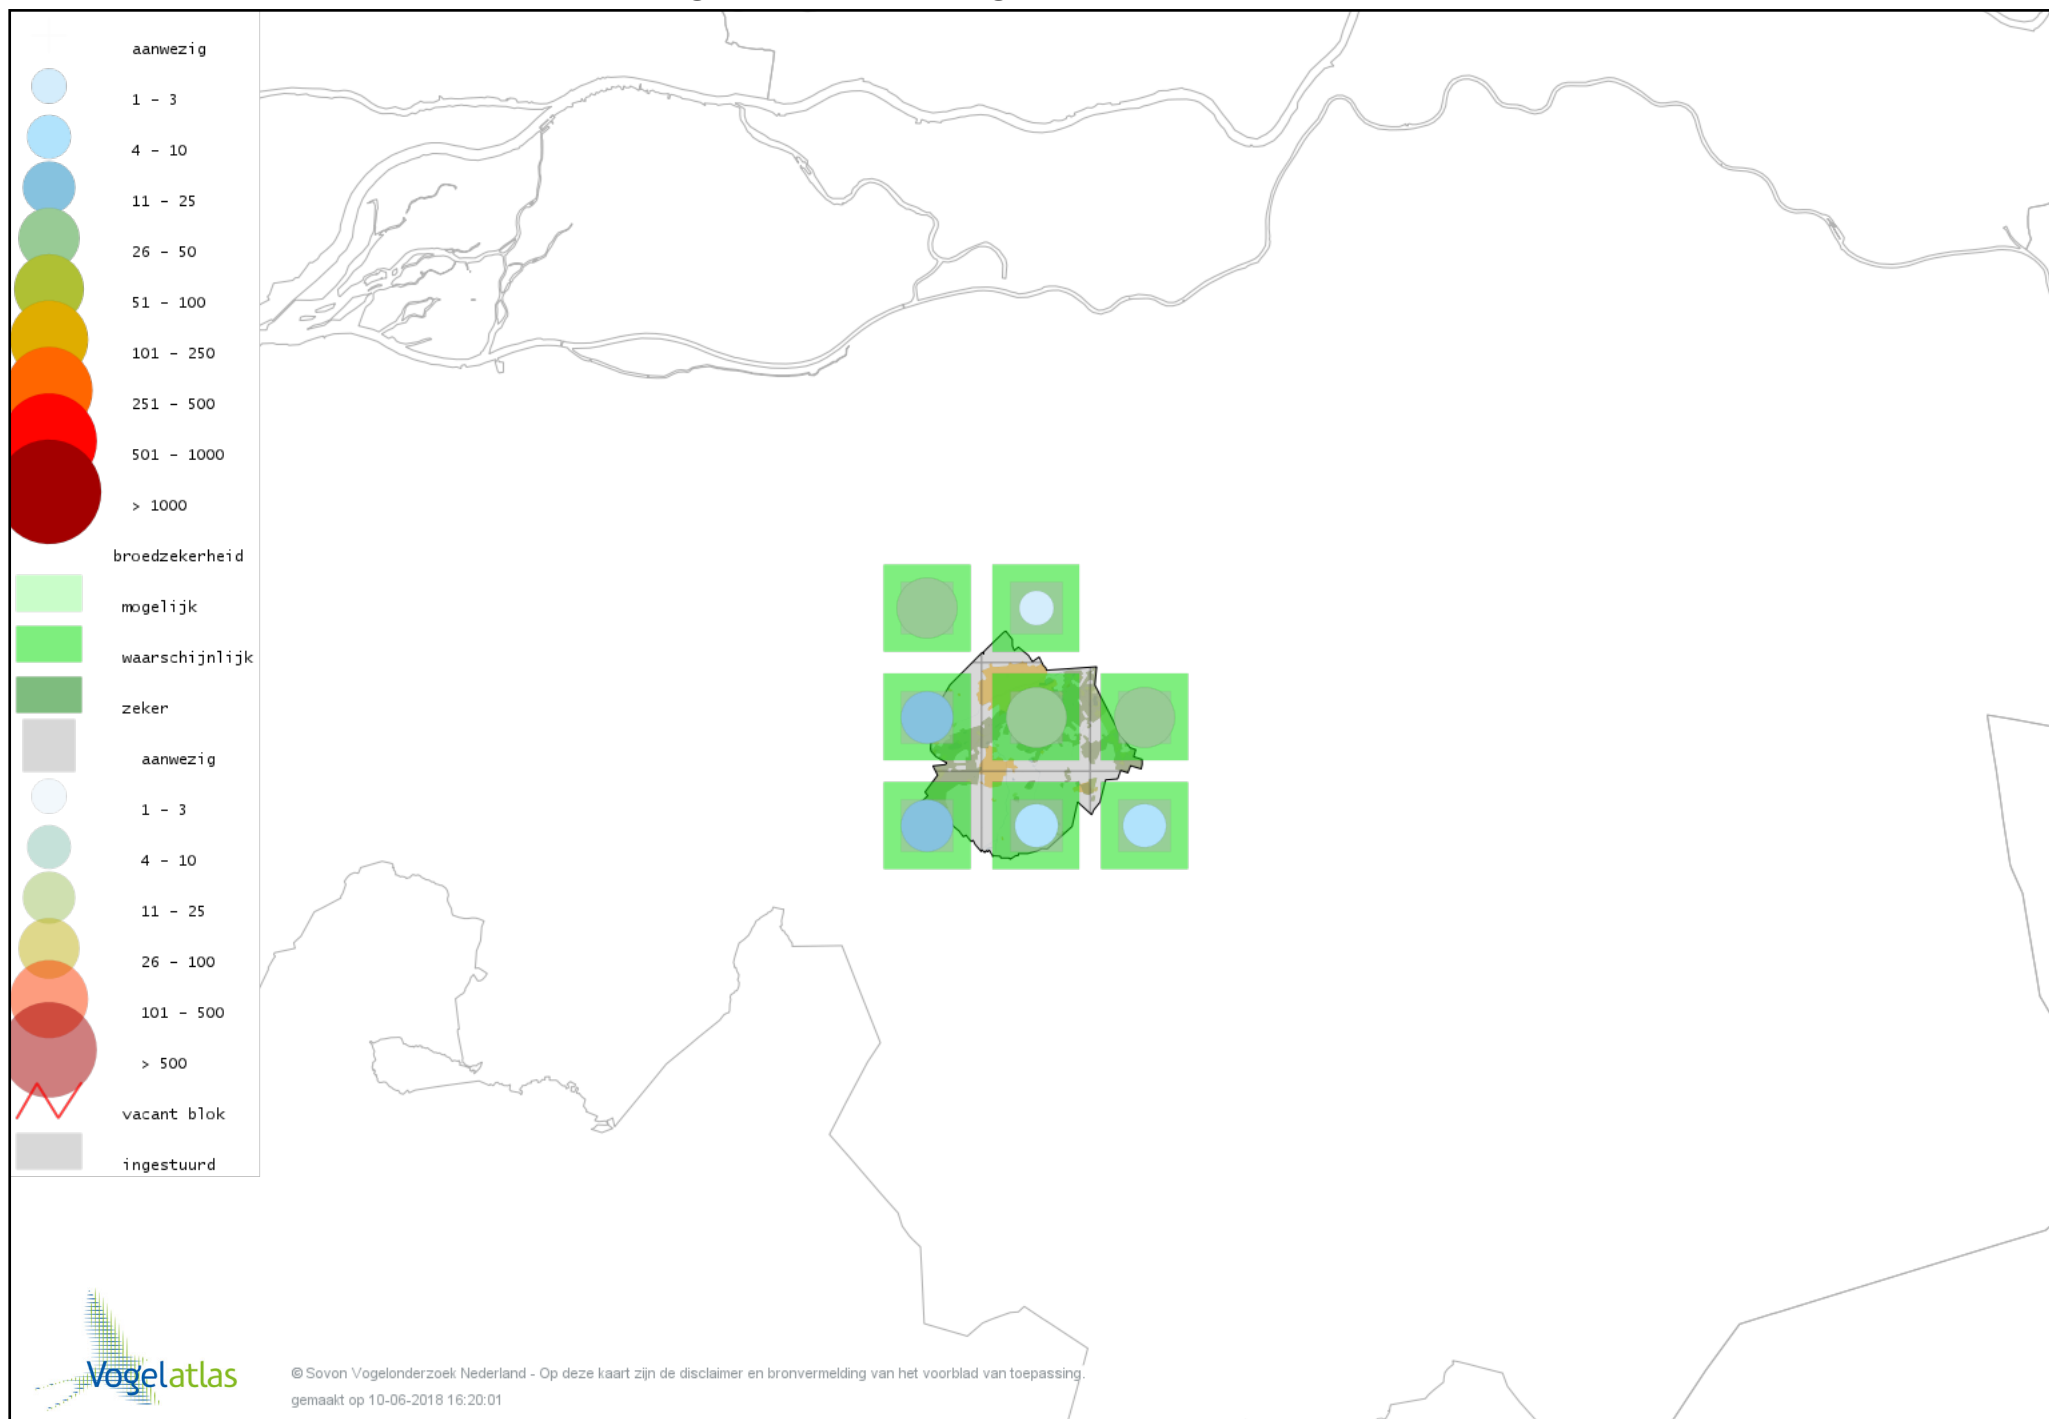 aanwezig
1 - 3
4 - 10
11 - 25
26 - 50
51 - 100
101 - 250
251 - 500
501 - 1000
> 1000
broedzekerheid
mogelijk
waarschijnlijk
zeker
aanwezig
1 - 3
4 - 10
11 - 25
26 - 100
101 - 500
> 500
vacant blok
ingestuurd
Vogelatlas
© Sovon Vogelonderzoek Nederland - Op deze kaart zijn de disclaimer en bronvermelding van het voorblad van toepassing.
gemaakt op 10-06-2018 16:20:01